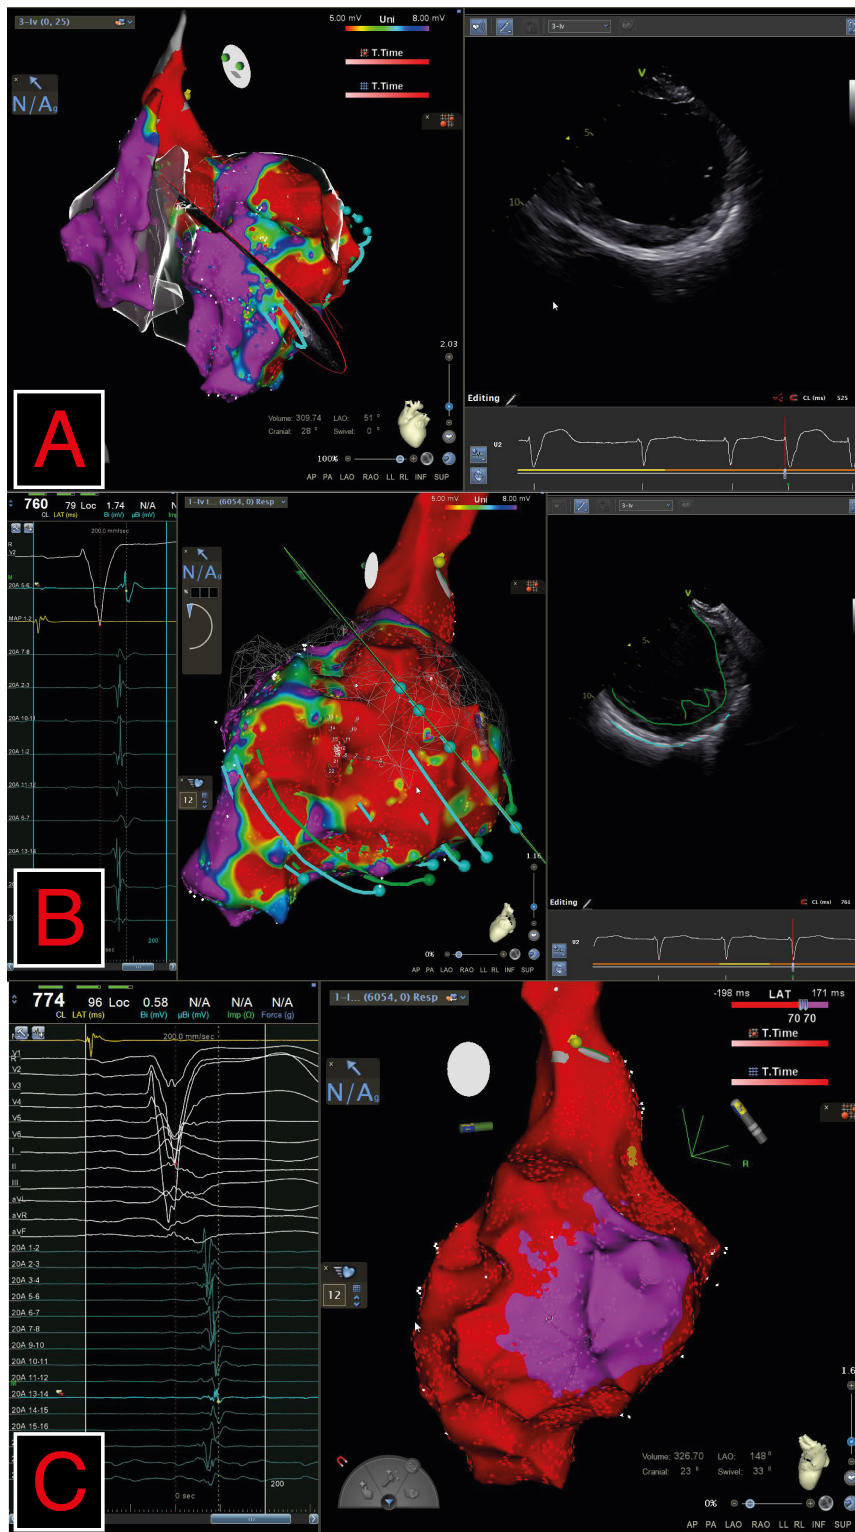 3-lv (0, 25)
5.00 mV Uni 8.00 mV
T.Time
T.Time
N/A g
3-lv
V
5
10
2.03
Volume: 309.74 LAO: 51 °
Cranial: 28 ° Swivel: 0 °
100%
AP PA LAO RAO LL RL INF SUP
Editing
CL (ms) 525
V2
A
760 79 Loc 1.74 N/A
CL LAT (ms) Bi (mV) µBi (mV)
200.0 mm/sec
R
V2
M
20A 5-6
MAP 1-2
20A 7-8
20A 2-3
20A 10-11
20A 1-2
20A 11-12
20A 6-7
20A 13-14
200
1-lv t... (6054, 0) Resp
5.00 mV Uni 8.00 mV
N/A g
%
12
1.16
0%
AP PA LAO RAO LL RL INF SUP
3-lv
V
5
10
Editing
CL (ms) 761
V2
B
774 96 Loc 0.58 N/A N/A N/A
CL LAT (ms) Bi (mV) µBi (mV) Imp (Ω) Force (g)
200.0 mm/sec
V1
R
V2
V3
V4
V5
V6
I
II
III
aVL
aVR
aVF
20A 1-2
20A 2-3
20A 3-4
20A 5-6
20A 6-7
20A 7-8
20A 9-10
20A 10-11
20A 11-12
20A 13-14
20A 14-15
20A 15-16
200
0 sec
1-l... (6054, 0) Resp
-198 ms LAT 171 ms
70 70
T.Time
T.Time
N/A g
R
12
1.6
Volume: 326.70 LAO: 148 °
Cranial: 23 ° Swivel: 33 °
0%
AP PA LAO RAO LL RL INF SUP
C